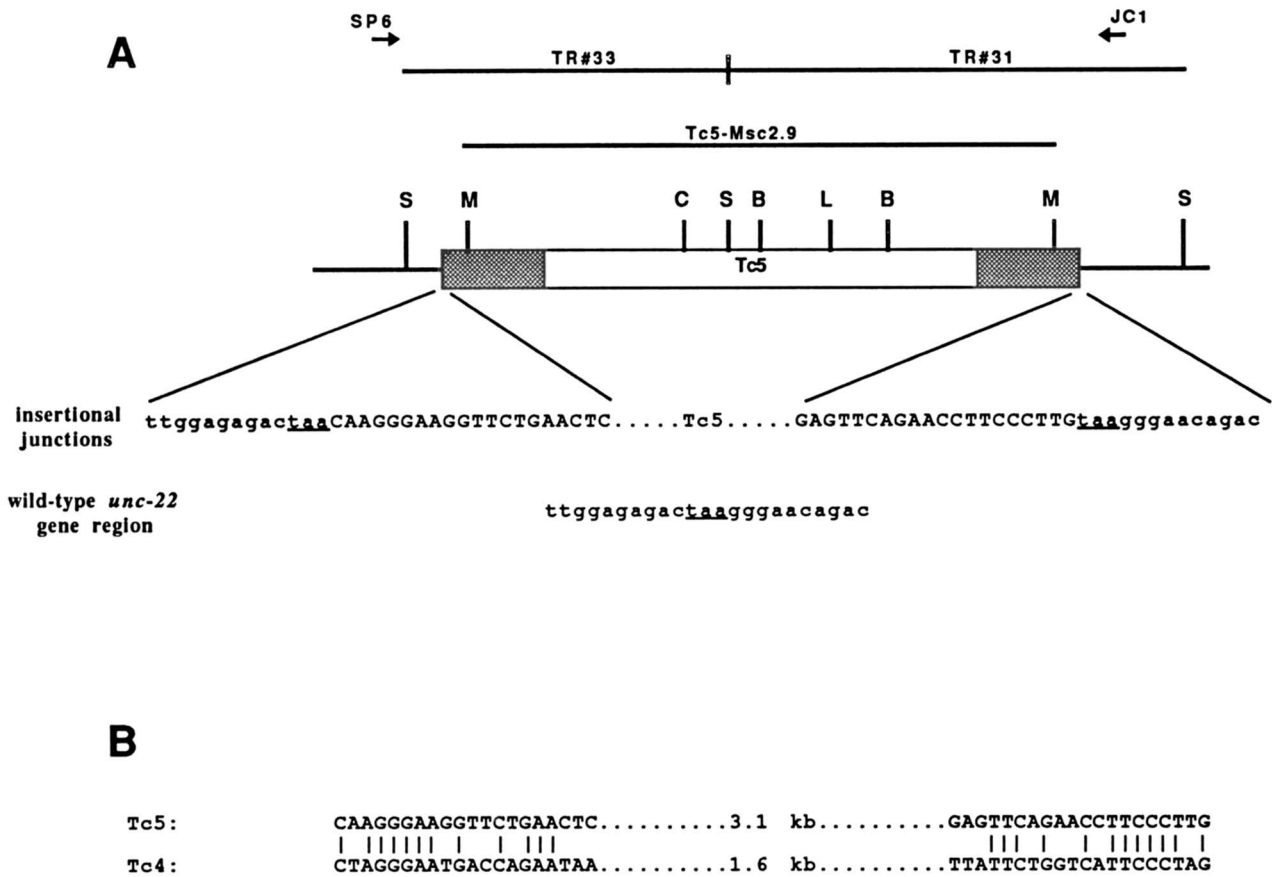 A
SP6
JC1
TR#33
TR#31
Tc5-Msc2.9
S M C S B L B M S
Tc5
insertional junctions
ttggagagactaaCAAGGGAAGGTTCTGAACTC.....Tc5.....GAGTTCAGAACCTTCCCTTGtaagggaacagac
wild-type unc-22 gene region
ttggagagactaagggaacagac
B
Tc5: CAAGGGAAGGTTCTGAACTC..........3.1 kb..........GAGTTCAGAACCTTCCCTTG
Tc4: CTAGGGAATGACCAGAATAA..........1.6 kb..........TTATTCTGGTCATTCCCTAG